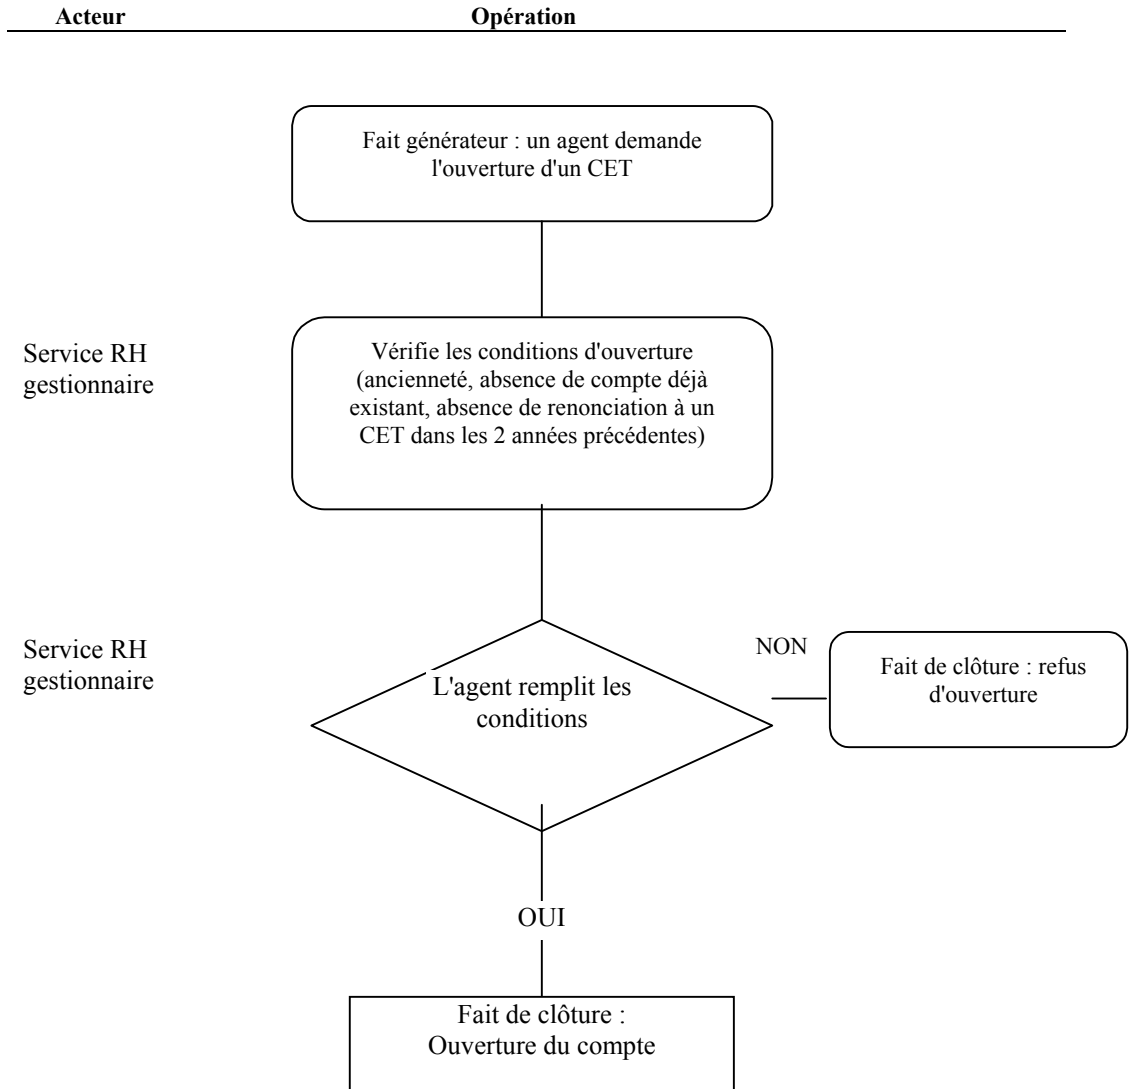 Acteur Opération
Fait générateur : un agent demande
l'ouverture d'un CET
Service RH
gestionnaire
Vérifie les conditions d'ouverture
(ancienneté, absence de compte déjà
existant, absence de renonciation à un
CET dans les 2 années précédentes)
Service RH
gestionnaire
L'agent remplit les
conditions
NON
Fait de clôture : refus
d'ouverture
OUI
Fait de clôture :
Ouverture du compte